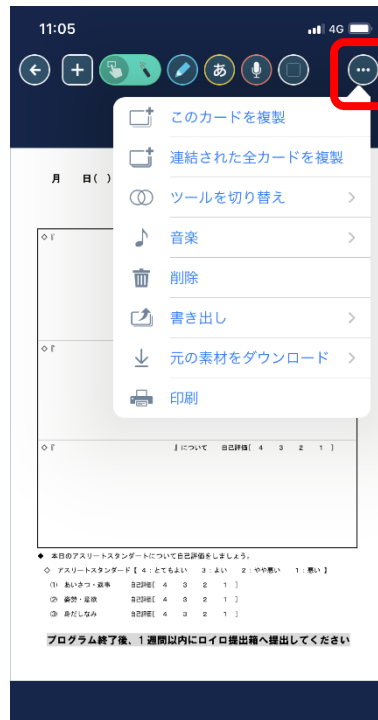 11:05
4G
あ
このカードを複製
連結された全カードを複製
ツールを切り替え
音楽
削除
書き出し
元の素材をダウンロード
印刷
月 日( )
◇『
◇『
◇『 』について 自己評価[ 4 3 2 1 ]
◆ 本日のアスリートスタンダートについて自己評価をしましょう。
◇ アスリートスタンダード【 4:とてもよい 3:よい 2:やや悪い 1:悪い 】
(1) あいさつ・返事 自己評価[ 4 3 2 1 ]
(2) 姿勢・意欲 自己評価[ 4 3 2 1 ]
(3) 身だしなみ 自己評価[ 4 3 2 1 ]
プログラム終了後、1週間以内にロイロ提出箱へ提出してください